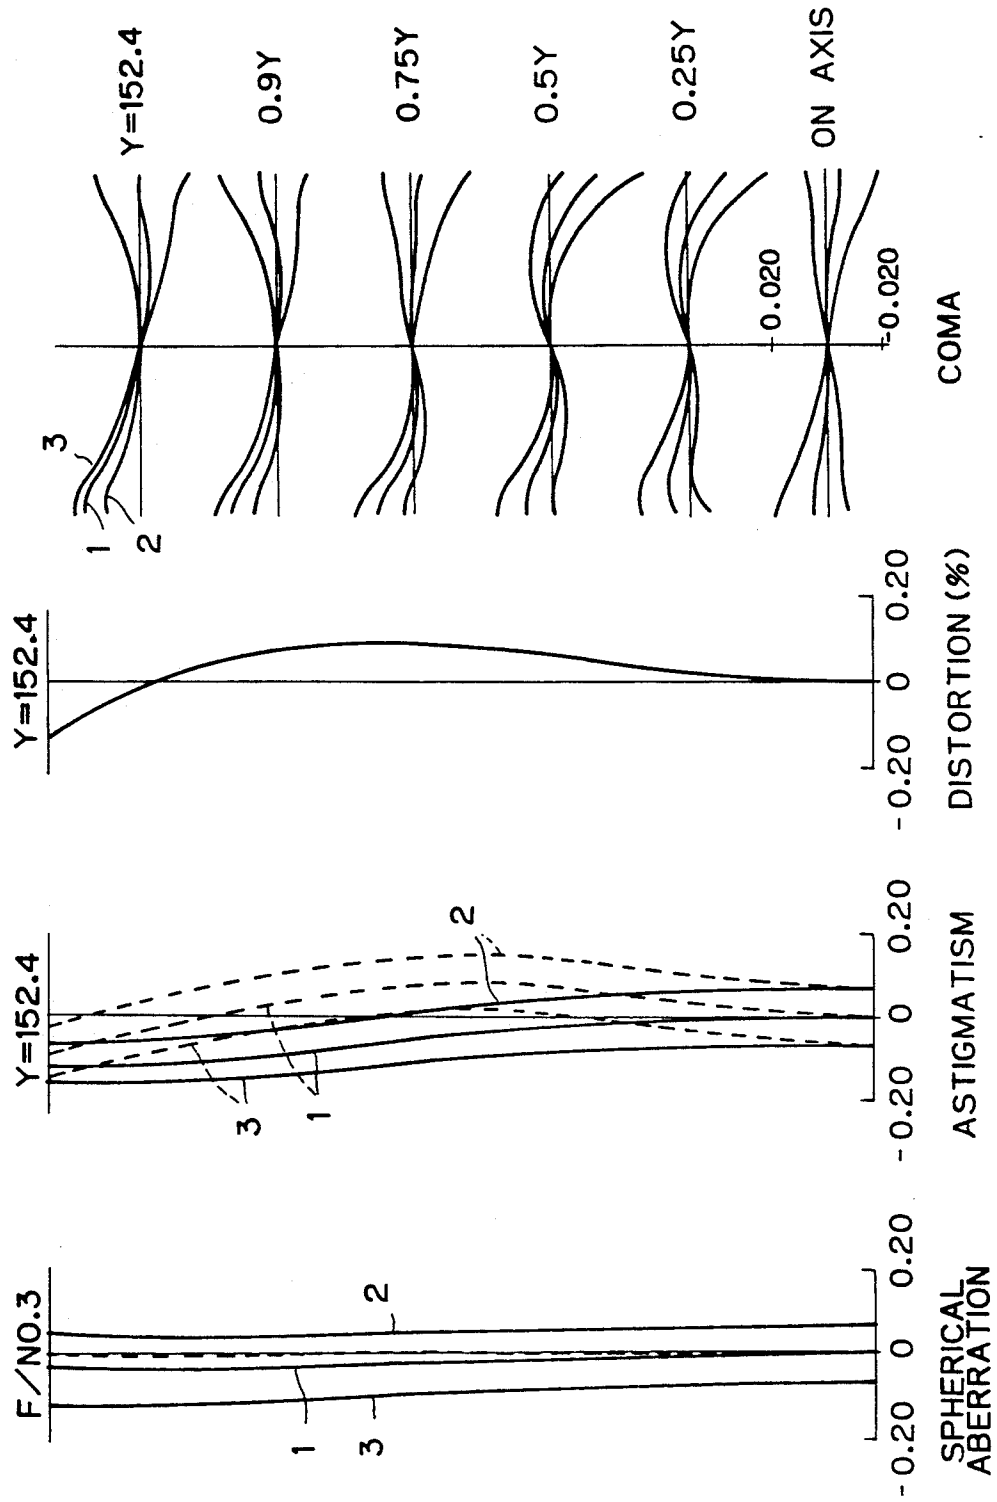 F/NO.3
1
2
3
-0.20
0
0.20
SPHERICAL
ABERRATION
Y=152.4
1
2
3
-0.20
0
0.20
ASTIGMATISM
Y=152.4
-0.20
0
0.20
DISTORTION (%)
3
1
2
Y=152.4
0.9Y
0.75Y
0.5Y
0.25Y
ON AXIS
0.020
-0.020
COMA